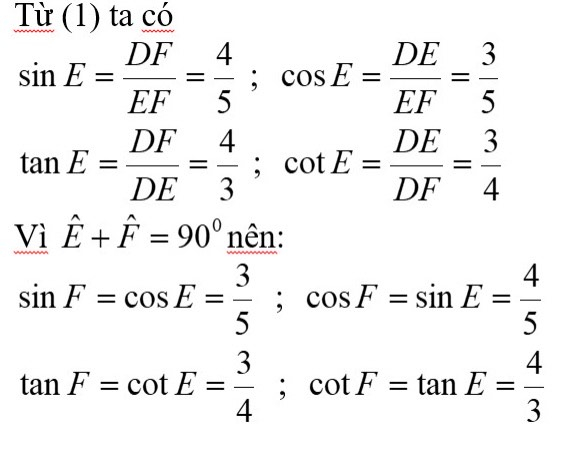 Từ (1) ta có
sin E = DF/EF = 4/5 ; cos E = DE/EF = 3/5
tan E = DF/DE = 4/3 ; cot E = DE/DF = 3/4
Vì Ê + F̂ = 90⁰ nên:
sin F = cos E = 3/5 ; cos F = sin E = 4/5
tan F = cot E = 3/4 ; cot F = tan E = 4/3